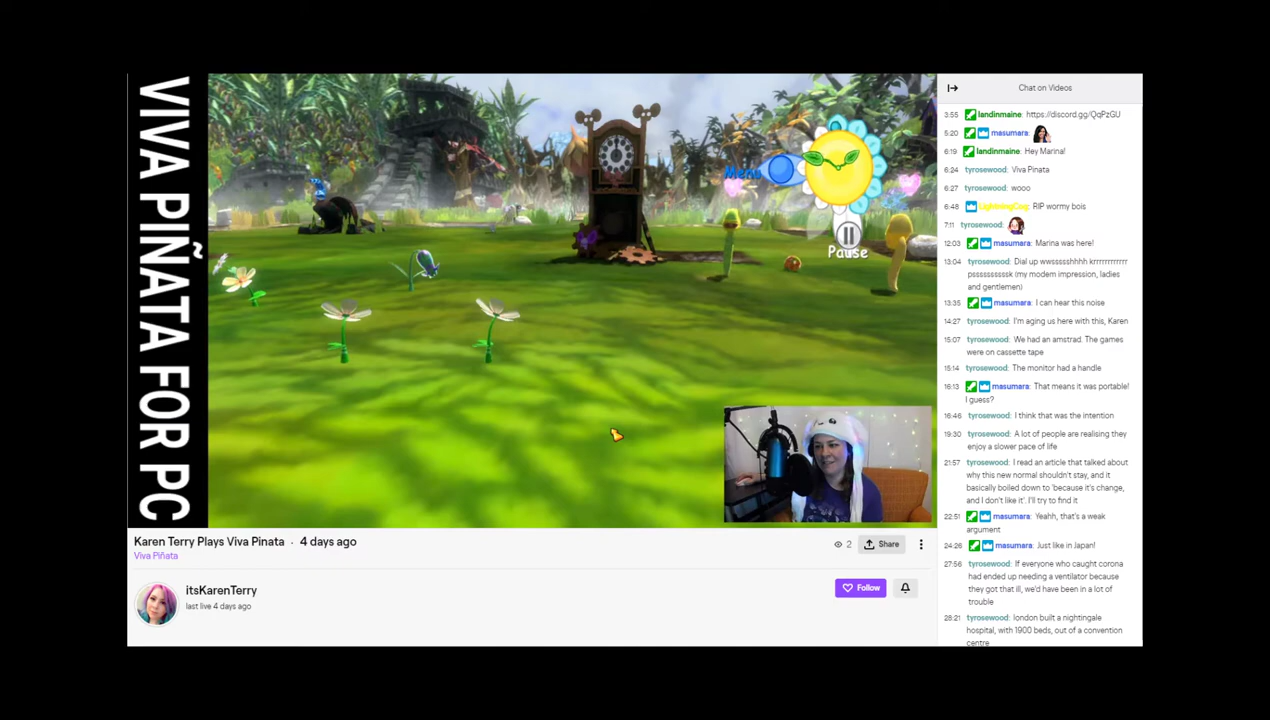 VIVA PIÑATA FOR PC
Menu
Pause
Karen Terry Plays Viva Pinata · 4 days ago
Viva Piñata
2
Share
itsKarenTerry
last live 4 days ago
Follow
Chat on Videos
3:55 landinmaine: https://discord.gg/QqPzGU
5:20 masumara:
6:19 landinmaine: Hey Marina!
6:24 tyrosewood: Viva Pinata
6:27 tyrosewood: wooo
6:48 LightningCog: RIP wormy bois
7:11 tyrosewood:
12:03 masumara: Marina was here!
13:04 tyrosewood: Dial up wwsssshhhhh krrrrrrrrrrrr
pssssssssssk (my modem impression, ladies
and gentlemen)
13:35 masumara: I can hear this noise
14:27 tyrosewood: I'm aging us here with this, Karen
15:07 tyrosewood: We had an amstrad. The games
were on cassette tape
15:14 tyrosewood: The monitor had a handle
16:13 masumara: That means it was portable!
I guess?
16:46 tyrosewood: I think that was the intention
19:30 tyrosewood: A lot of people are realising they
enjoy a slower pace of life
21:57 tyrosewood: I read an article that talked about
why this new normal shouldn't stay, and it
basically boiled down to 'because it's change,
and I don't like it'. I'll try to find it
22:51 masumara: Yeahh, that's a weak
argument
24:26 masumara: Just like in Japan!
27:56 tyrosewood: If everyone who caught corona
had ended up needing a ventilator because
they got that ill, we'd have been in a lot of
trouble
28:21 tyrosewood: london built a nightingale
hospital, with 1900 beds, out of a convention
centre